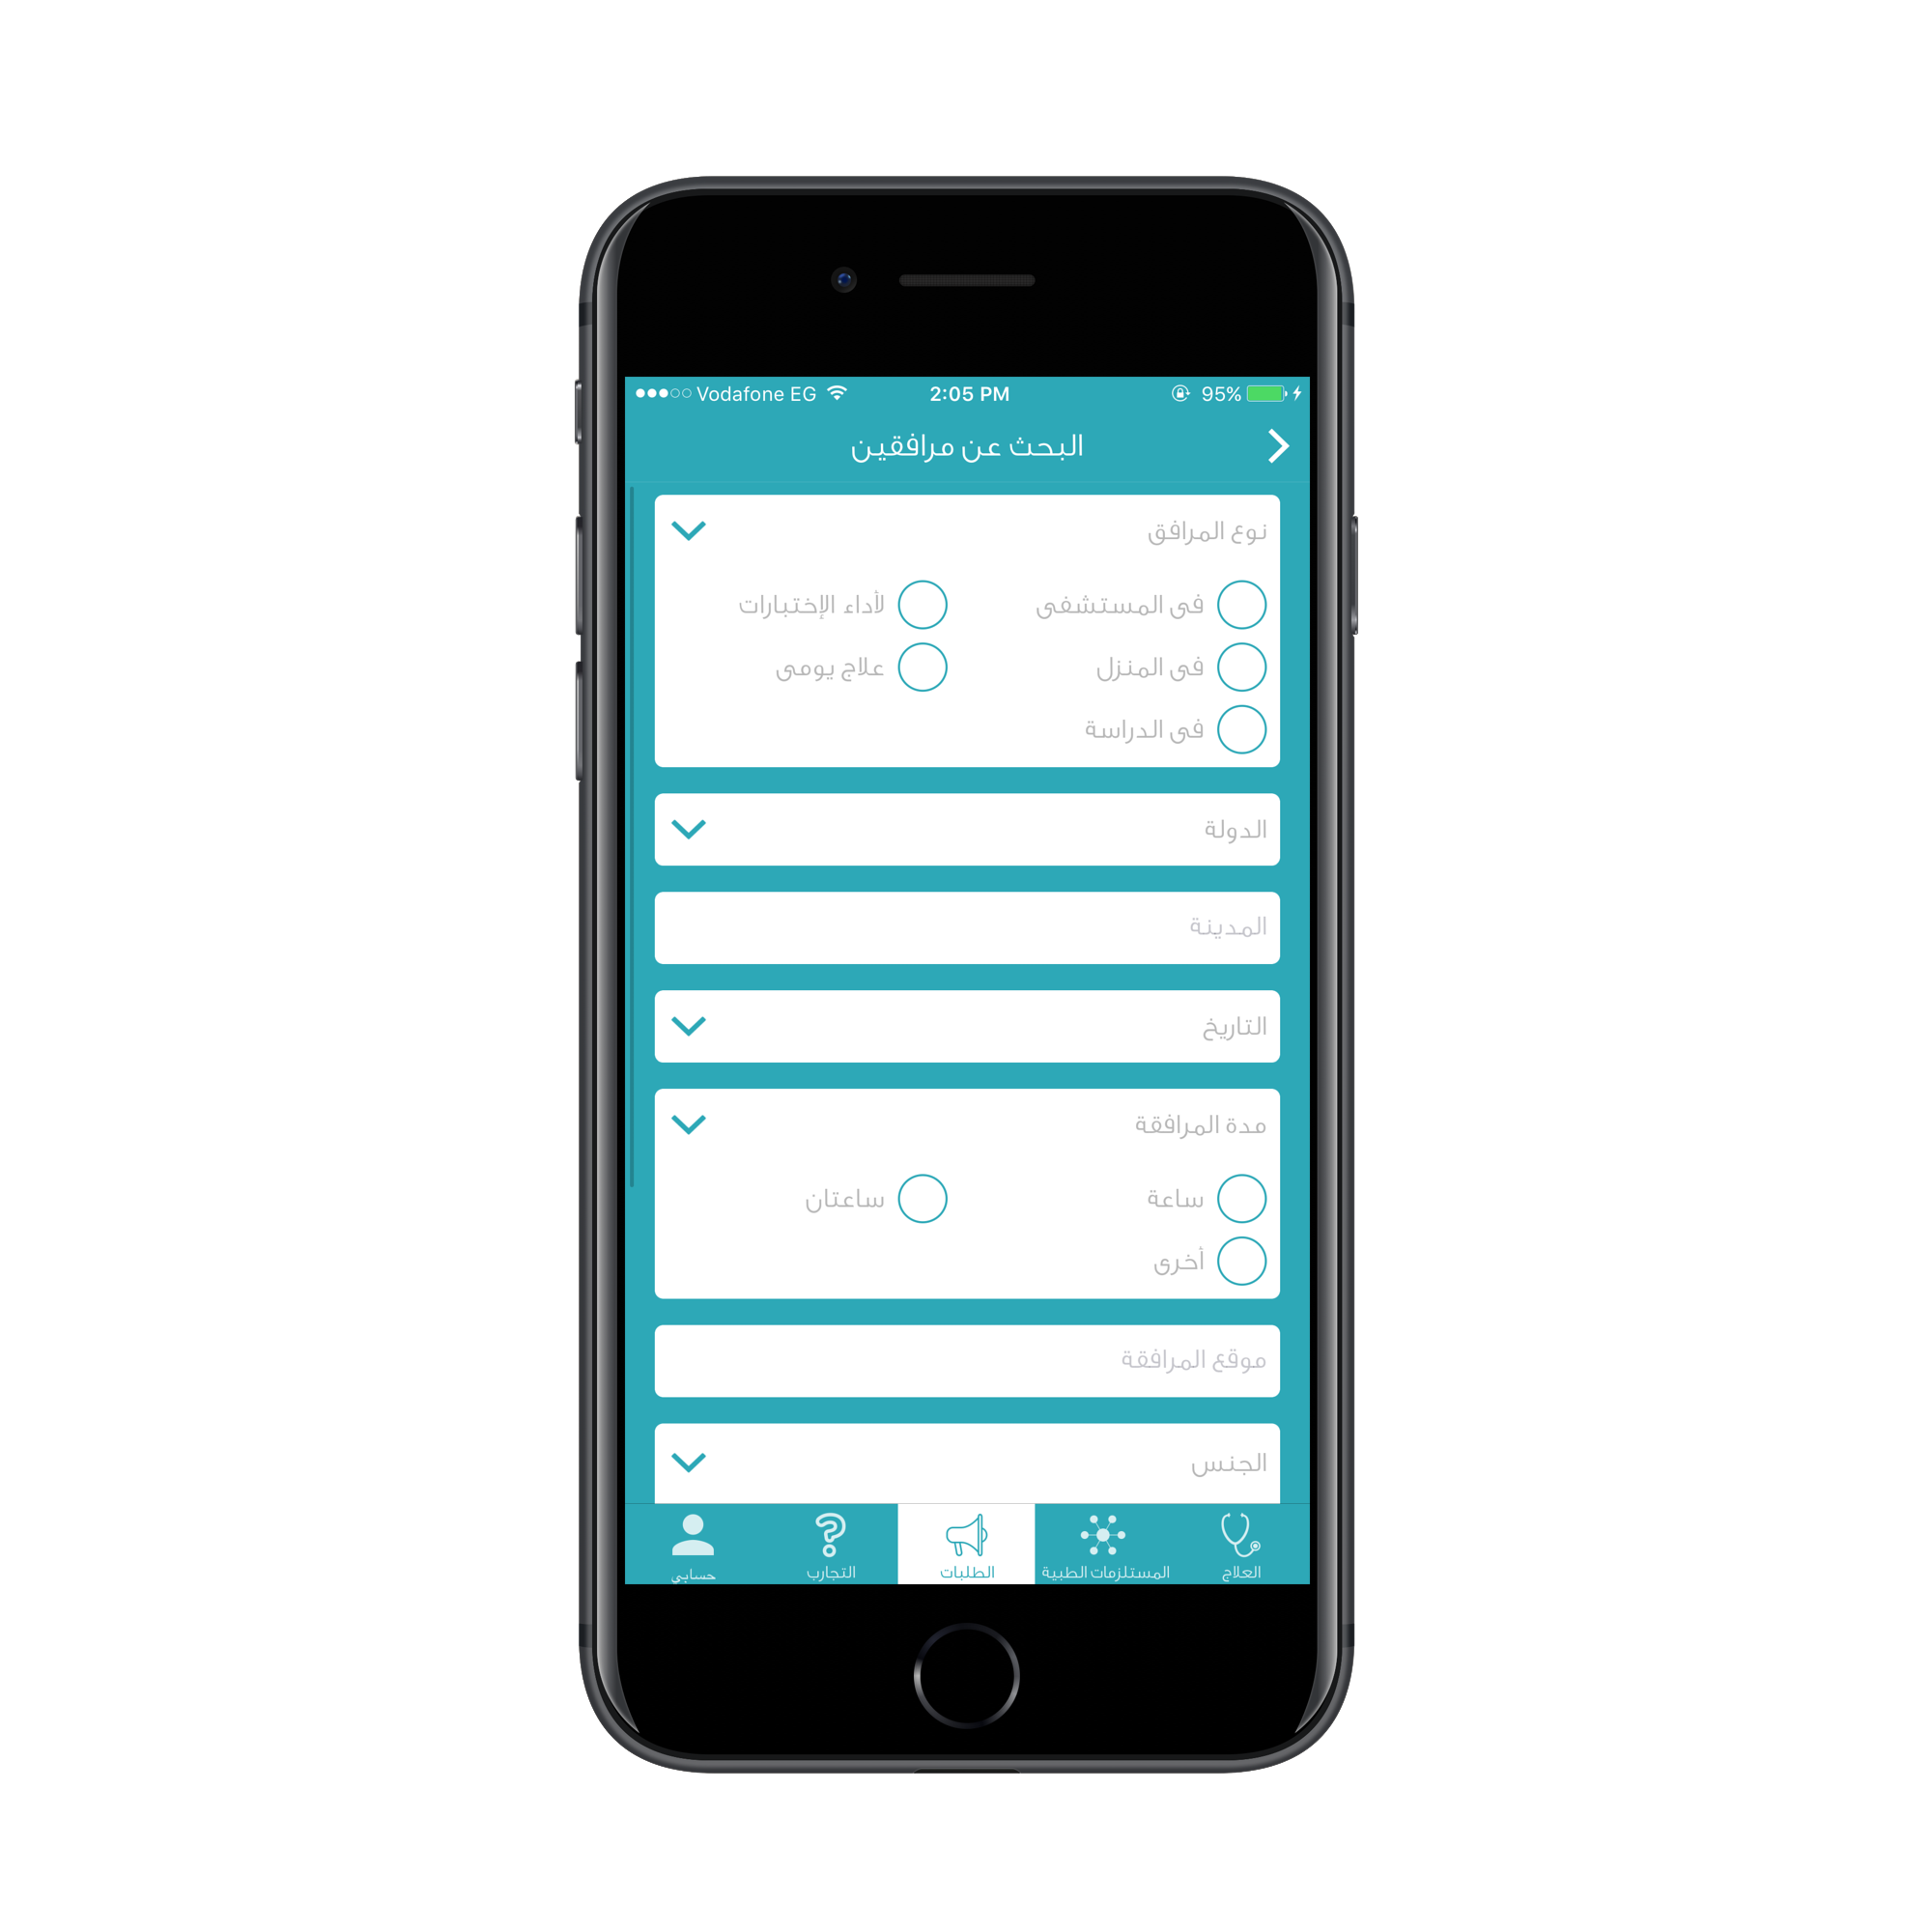 Vodafone EG 2:05 PM 95%
البحث عن مرافقين
نوع المرافق
فى المستشفى لأداء الإختبارات
فى المنزل علاج يومى
فى الدراسة
الدولة
المدينة
التاريخ
مدة المرافقة
ساعة ساعتان
أخرى
موقع المرافقة
الجنس
العلاج المستلزمات الطبية الطلبات التجارب حسابي